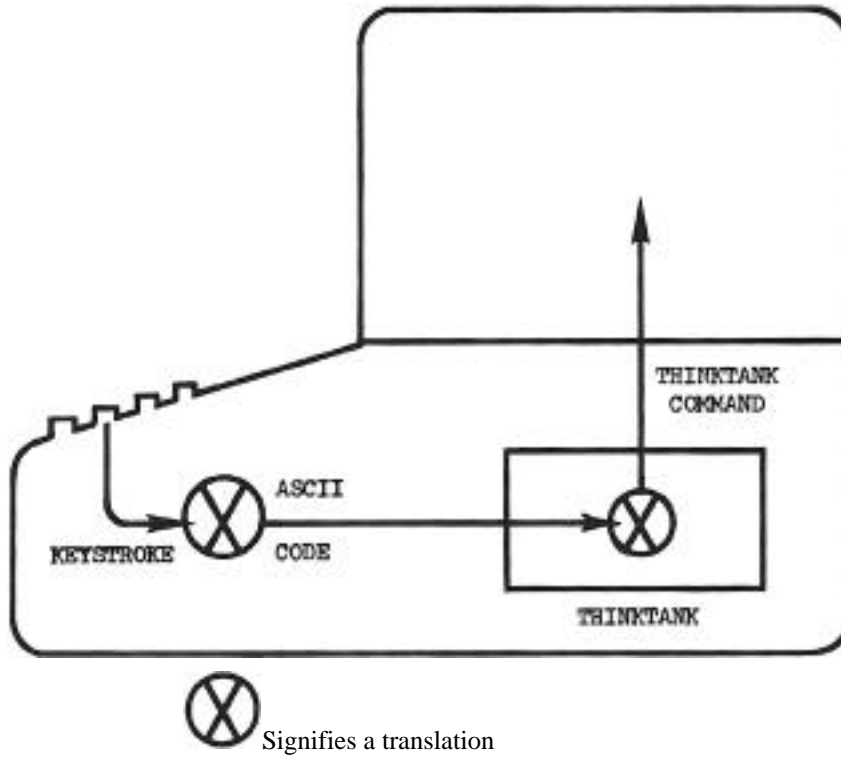 THINKTANK
COMMAND
ASCII
KEYSTROKE
CODE
THINKTANK
Signifies a translation